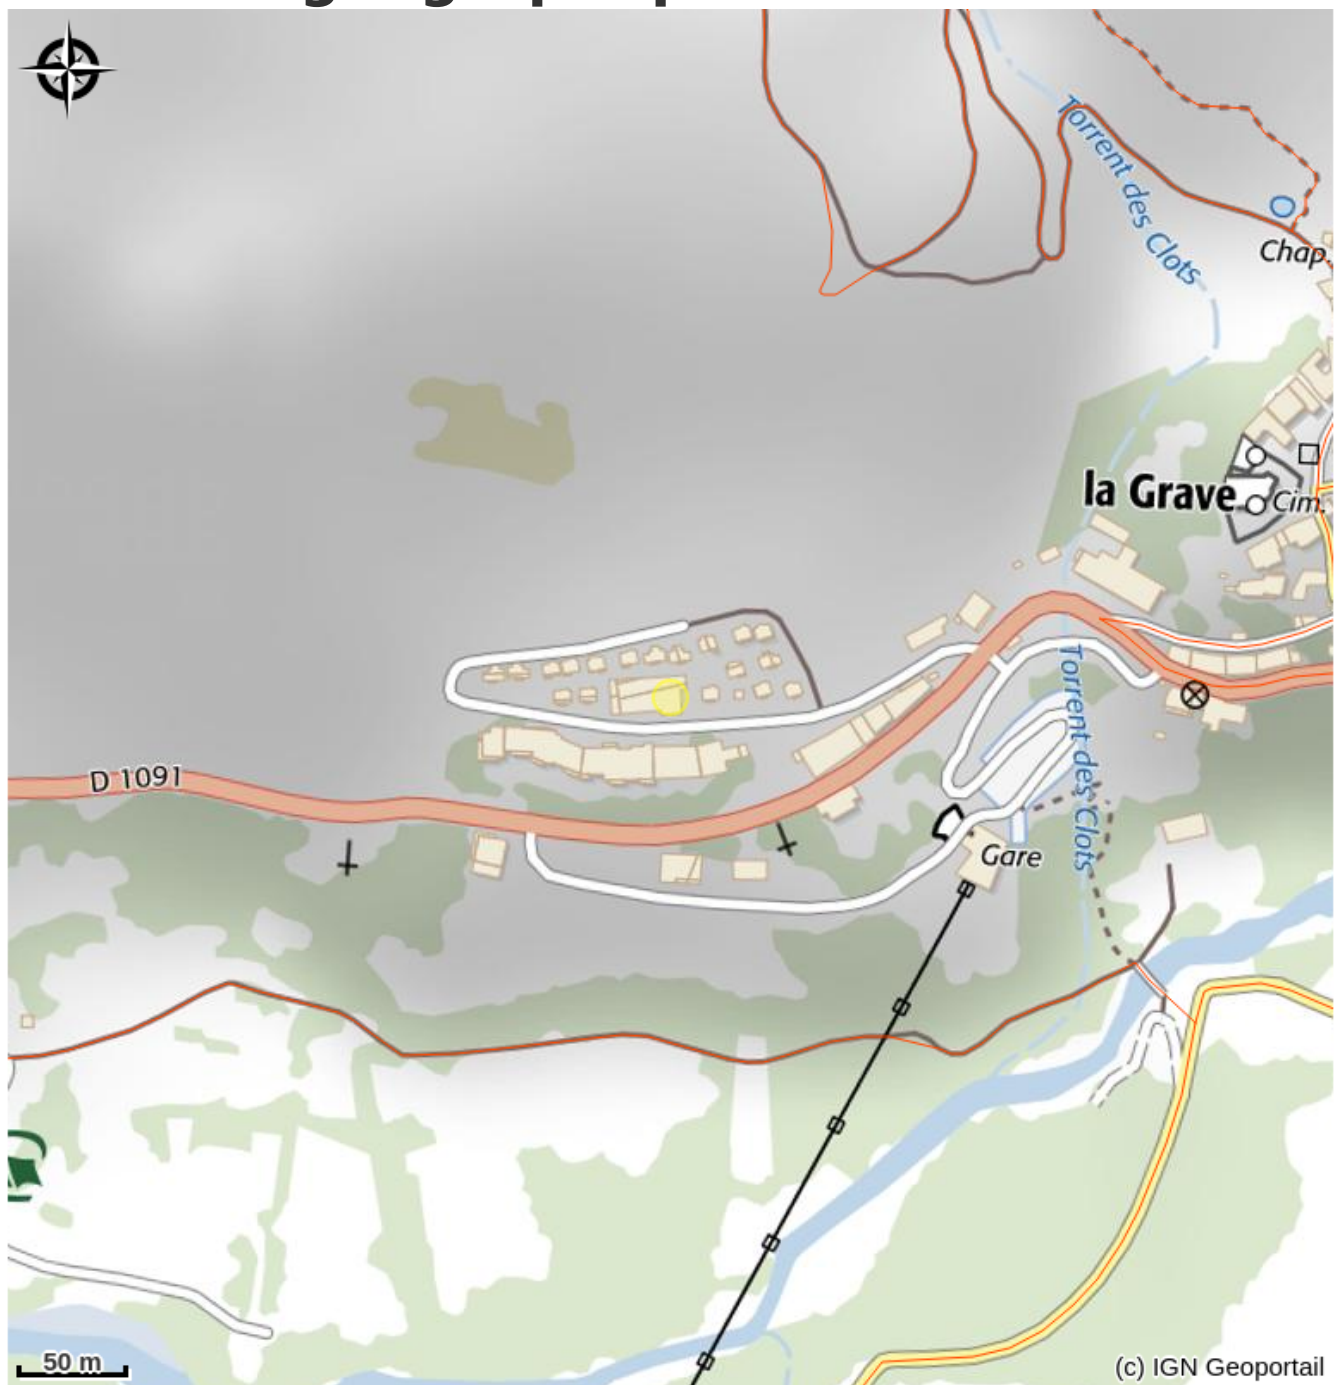 Torrent des Clots
Chap.
la Grave
Cim.
Torrent des Clots
D 1091
Gare
50 m
(c) IGN Geoportail